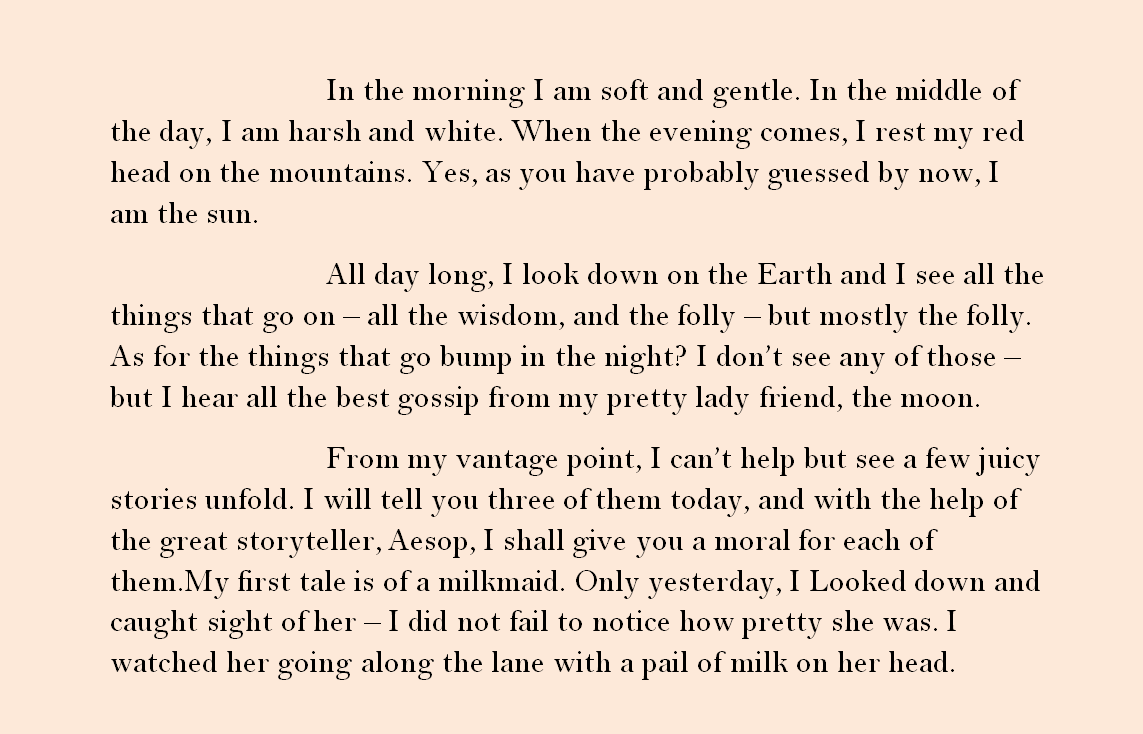 In the morning I am soft and gentle. In the middle of
the day, I am harsh and white. When the evening comes, I rest my red
head on the mountains. Yes, as you have probably guessed by now, I
am the sun.
All day long, I look down on the Earth and I see all the
things that go on – all the wisdom, and the folly – but mostly the folly.
As for the things that go bump in the night? I don’t see any of those –
but I hear all the best gossip from my pretty lady friend, the moon.
From my vantage point, I can’t help but see a few juicy
stories unfold. I will tell you three of them today, and with the help of
the great storyteller, Aesop, I shall give you a moral for each of
them.My first tale is of a milkmaid. Only yesterday, I Looked down and
caught sight of her – I did not fail to notice how pretty she was. I
watched her going along the lane with a pail of milk on her head.